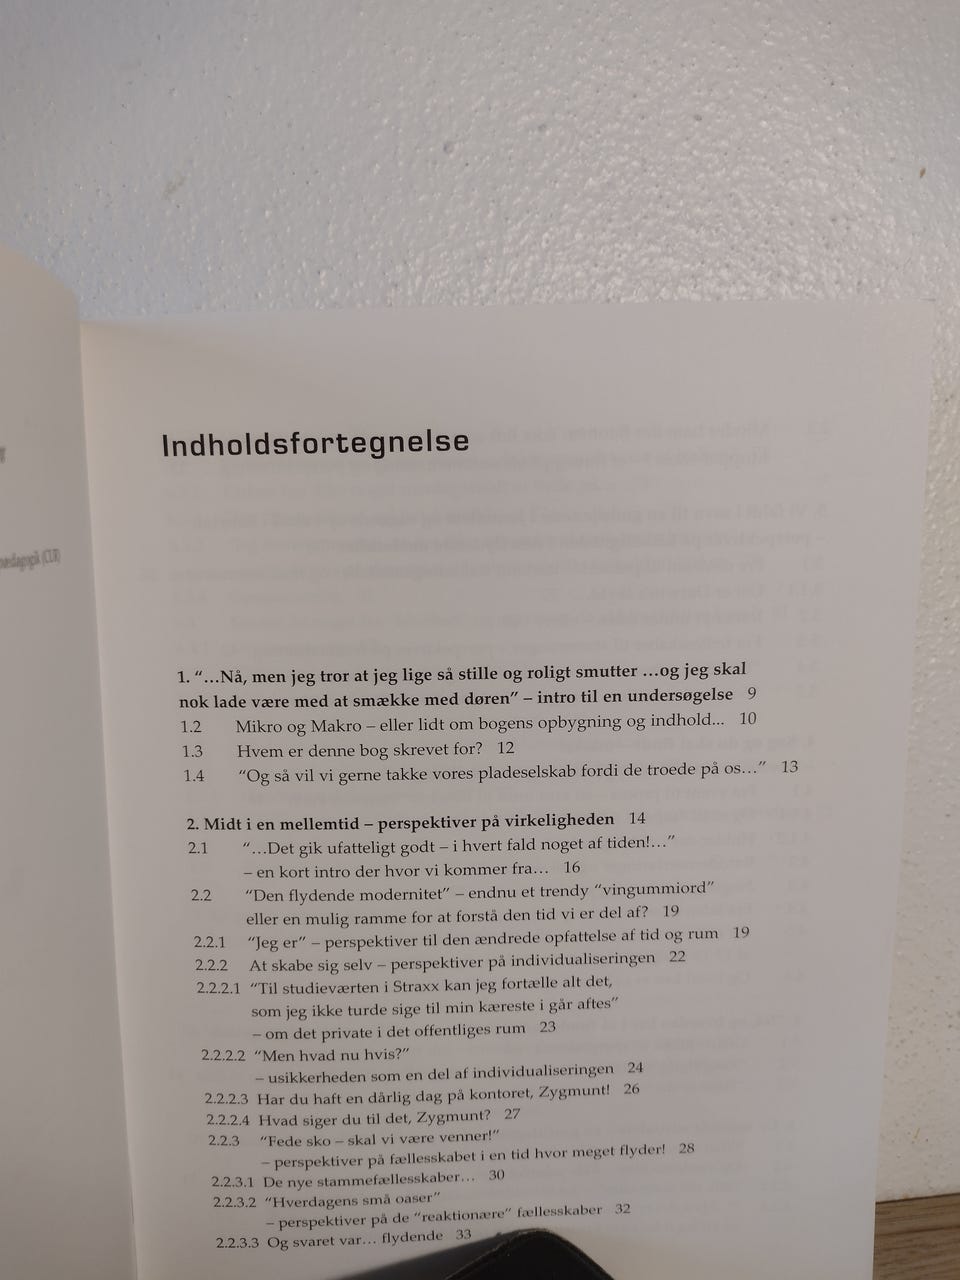 Indholdsfortegnelse
1. “…Nå, men jeg tror at jeg lige så stille og roligt smutter …og jeg skal
nok lade være med at smække med døren” – intro til en undersøgelse 9
1.2 Mikro og Makro – eller lidt om bogens opbygning og indhold... 10
1.3 Hvem er denne bog skrevet for? 12
1.4 “Og så vil vi gerne takke vores pladeselskab fordi de troede på os…” 13
2. Midt i en mellemtid – perspektiver på virkeligheden 14
2.1 “…Det gik ufatteligt godt – i hvert fald noget af tiden!…”
– en kort intro der hvor vi kommer fra… 16
2.2 “Den flydende modernitet” – endnu et trendy “vingummiord”
eller en mulig ramme for at forstå den tid vi er del af? 19
2.2.1 “Jeg er” – perspektiver til den ændrede opfattelse af tid og rum 19
2.2.2 At skabe sig selv – perspektiver på individualiseringen 22
2.2.2.1 “Til studieværten i Straxx kan jeg fortælle alt det,
som jeg ikke turde sige til min kæreste i går aftes”
– om det private i det offentliges rum 23
2.2.2.2 “Men hvad nu hvis?”
– usikkerheden som en del af individualiseringen 24
2.2.2.3 Har du haft en dårlig dag på kontoret, Zygmunt! 26
2.2.2.4 Hvad siger du til det, Zygmunt? 27
2.2.3 “Fede sko – skal vi være venner!”
– perspektiver på fællesskabet i en tid hvor meget flyder! 28
2.2.3.1 De nye stammefællesskaber… 30
2.2.3.2 “Hverdagens små oaser”
– perspektiver på de “reaktionære” fællesskaber 32
2.2.3.3 Og svaret var… flydende 33